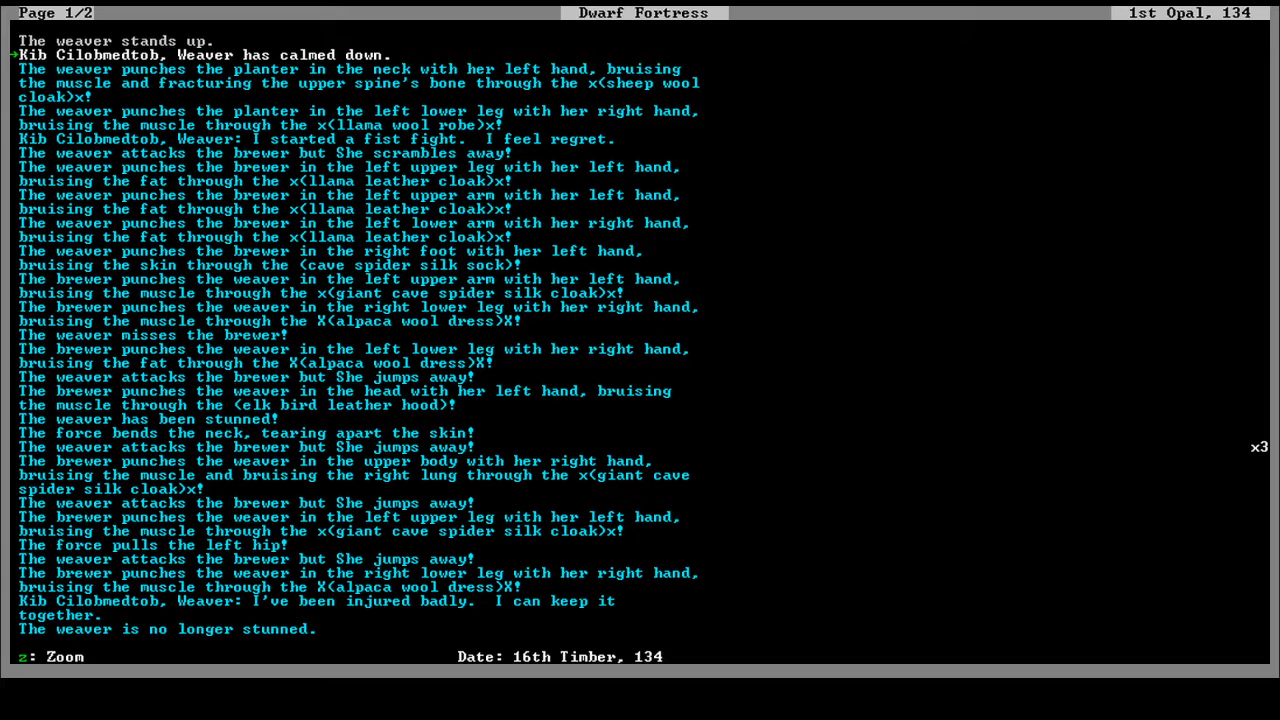 Page 1/2 Dwarf Fortress 1st Opal, 134
The weaver stands up.
→Kib Cilobmedtob, Weaver has calmed down.
The weaver punches the planter in the neck with her left hand, bruising
the muscle and fracturing the upper spine's bone through the x(sheep wool
cloak)x!
The weaver punches the planter in the left lower leg with her right hand,
bruising the muscle through the x(llama wool robe)x!
Kib Cilobmedtob, Weaver: I started a fist fight.  I feel regret.
The weaver attacks the brewer but She scrambles away!
The weaver punches the brewer in the left upper leg with her left hand,
bruising the fat through the x(llama leather cloak)x!
The weaver punches the brewer in the left upper arm with her left hand,
bruising the fat through the x(llama leather cloak)x!
The weaver punches the brewer in the left lower arm with her right hand,
bruising the fat through the x(llama leather cloak)x!
The weaver punches the brewer in the right foot with her left hand,
bruising the skin through the (cave spider silk sock)!
The brewer punches the weaver in the left upper arm with her left hand,
bruising the muscle through the x(giant cave spider silk cloak)x!
The brewer punches the weaver in the right lower leg with her right hand,
bruising the muscle through the X(alpaca wool dress)X!
The weaver misses the brewer!
The brewer punches the weaver in the left lower leg with her right hand,
bruising the fat through the X(alpaca wool dress)X!
The weaver attacks the brewer but She jumps away!
The brewer punches the weaver in the head with her left hand, bruising
the muscle through the (elk bird leather hood)!
The weaver has been stunned!
The force bends the neck, tearing apart the skin!
The weaver attacks the brewer but She jumps away! x3
The brewer punches the weaver in the upper body with her right hand,
bruising the muscle and bruising the right lung through the x(giant cave
spider silk cloak)x!
The weaver attacks the brewer but She jumps away!
The brewer punches the weaver in the left upper leg with her left hand,
bruising the muscle through the x(giant cave spider silk cloak)x!
The force pulls the left hip!
The weaver attacks the brewer but She jumps away!
The brewer punches the weaver in the right lower leg with her right hand,
bruising the muscle through the X(alpaca wool dress)X!
Kib Cilobmedtob, Weaver: I've been injured badly.  I can keep it
together.
The weaver is no longer stunned.
z: Zoom Date: 16th Timber, 134